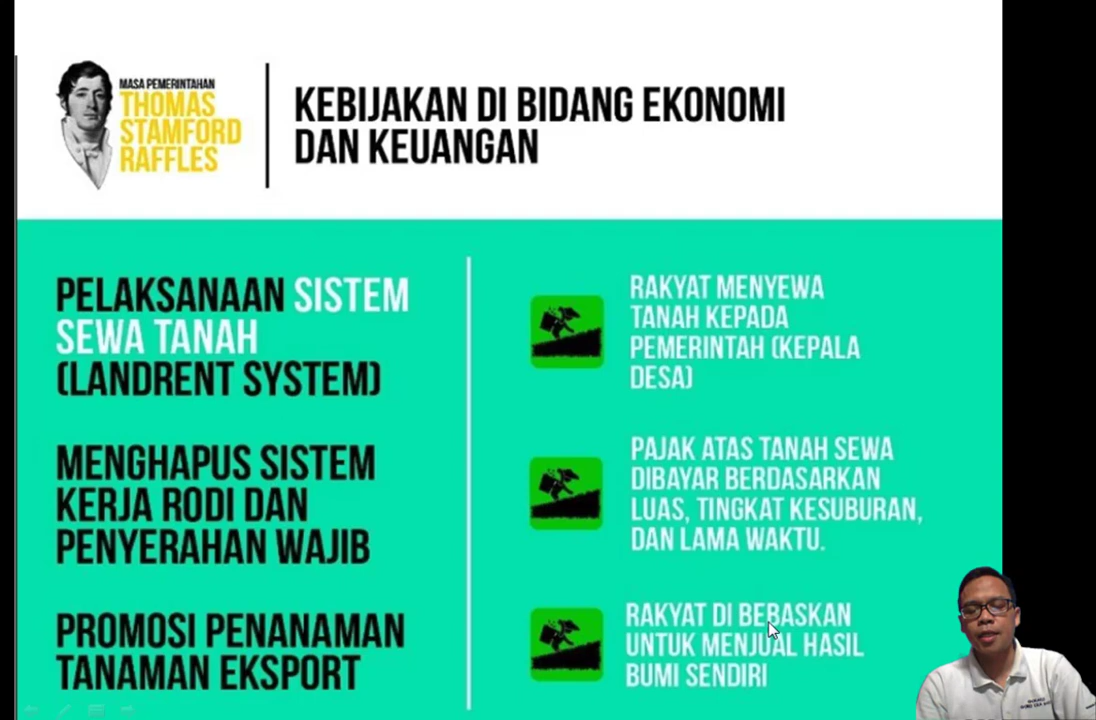 MASA PEMERINTAHAN
THOMAS
STAMFORD
RAFFLES
KEBIJAKAN DI BIDANG EKONOMI
DAN KEUANGAN
PELAKSANAAN SISTEM
SEWA TANAH
(LANDRENT SYSTEM)
MENGHAPUS SISTEM
KERJA RODI DAN
PENYERAHAN WAJIB
PROMOSI PENANAMAN
TANAMAN EKSPORT
RAKYAT MENYEWA
TANAH KEPADA
PEMERINTAH (KEPALA
DESA)
PAJAK ATAS TANAH SEWA
DIBAYAR BERDASARKAN
LUAS, TINGKAT KESUBURAN,
DAN LAMA WAKTU.
RAKYAT DI BEBASKAN
UNTUK MENJUAL HASIL
BUMI SENDIRI